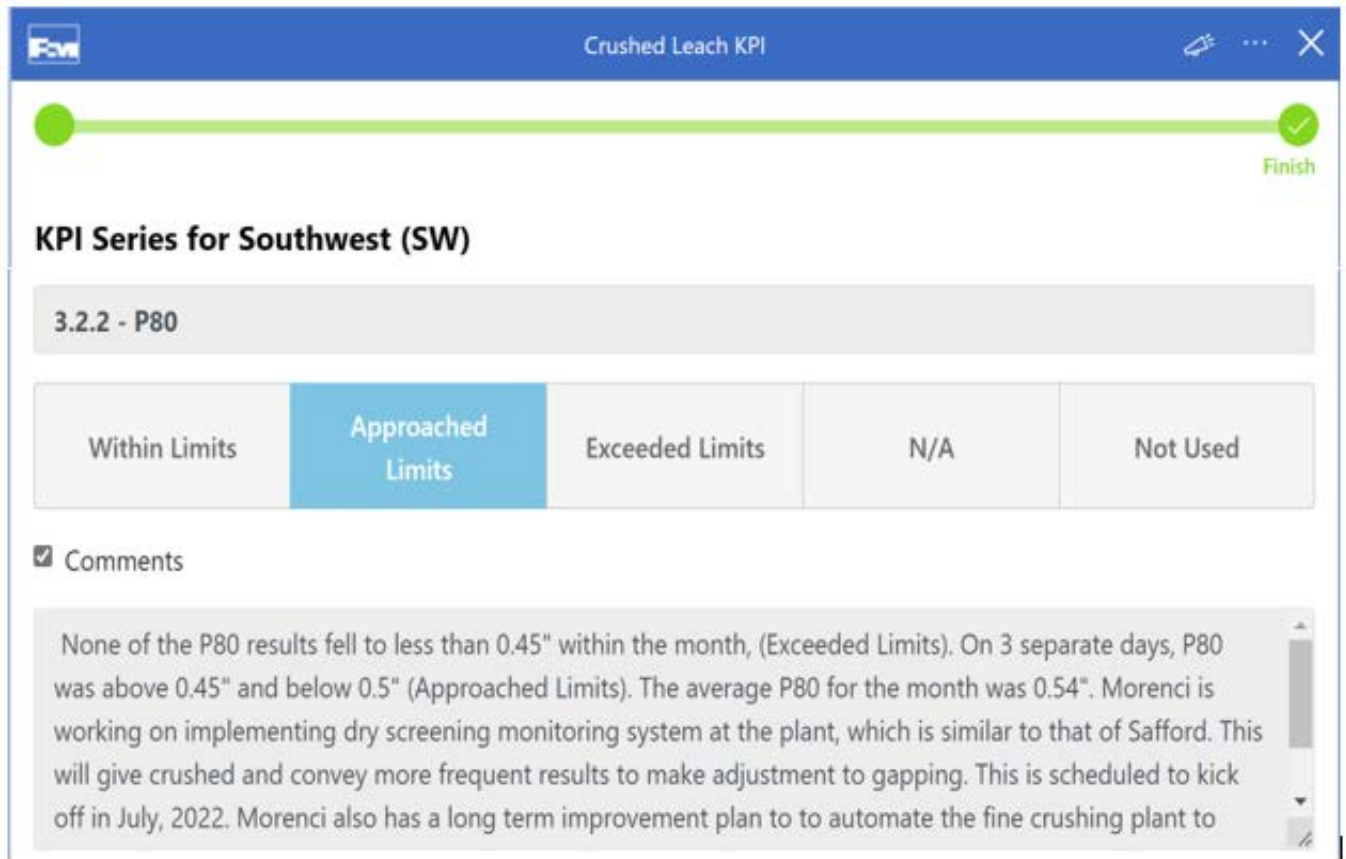 Crushed Leach KPI
Finish
KPI Series for Southwest (SW)
3.2.2 - P80
Within Limits
Approached
Limits
Exceeded Limits
N/A
Not Used
Comments
None of the P80 results fell to less than 0.45" within the month, (Exceeded Limits). On 3 separate days, P80
was above 0.45" and below 0.5" (Approached Limits). The average P80 for the month was 0.54". Morenci is
working on implementing dry screening monitoring system at the plant, which is similar to that of Safford. This
will give crushed and convey more frequent results to make adjustment to gapping. This is scheduled to kick
off in July, 2022. Morenci also has a long term improvement plan to to automate the fine crushing plant to